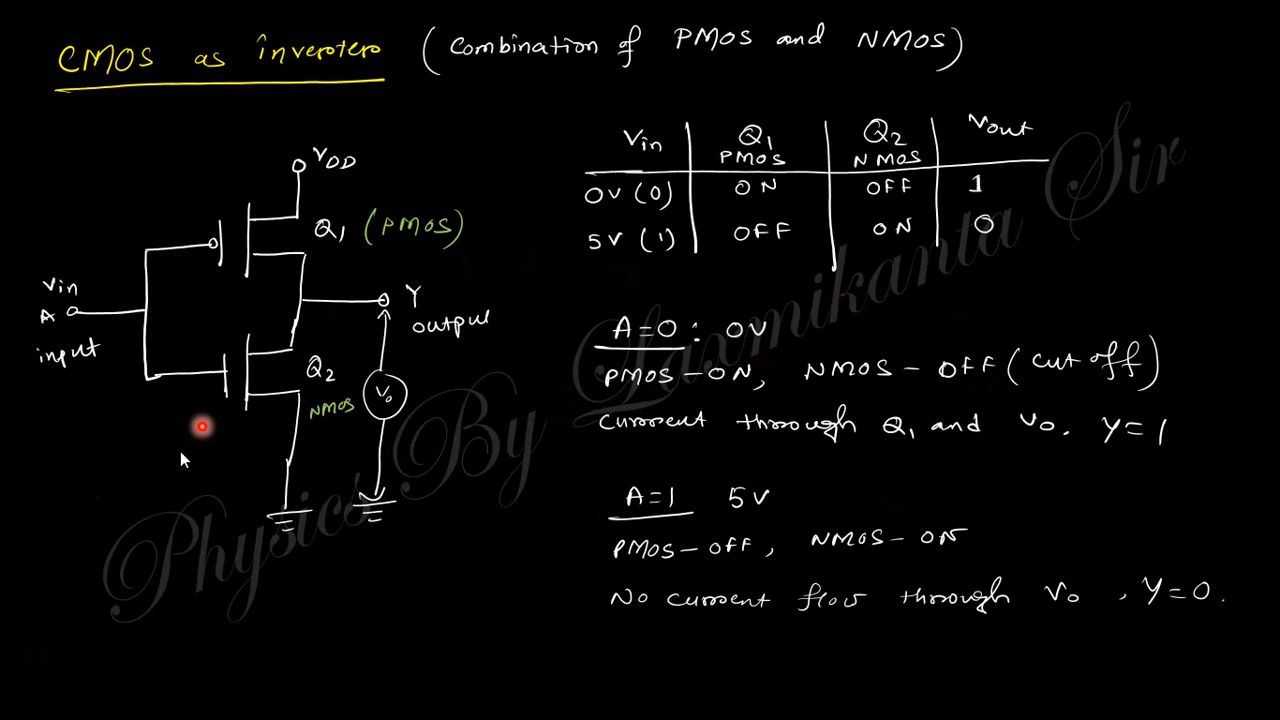 CMOS as inverter (Combination of PMOS and NMOS)
VDD
Q1 (PMOS)
Vin
A
input
Y
output
Q2
NMOS
Vo
Vin Q1 PMOS Q2 NMOS Vout
0V (0) ON OFF 1
5V (1) OFF ON 0
A=0 : 0V
PMOS-ON, NMOS-OFF (Cut off)
Current through Q1 and Vo. Y=1
A=1 5V
PMOS-OFF, NMOS-ON
No current flow through Vo, Y=0.
Physics By Laxmikanta Sir